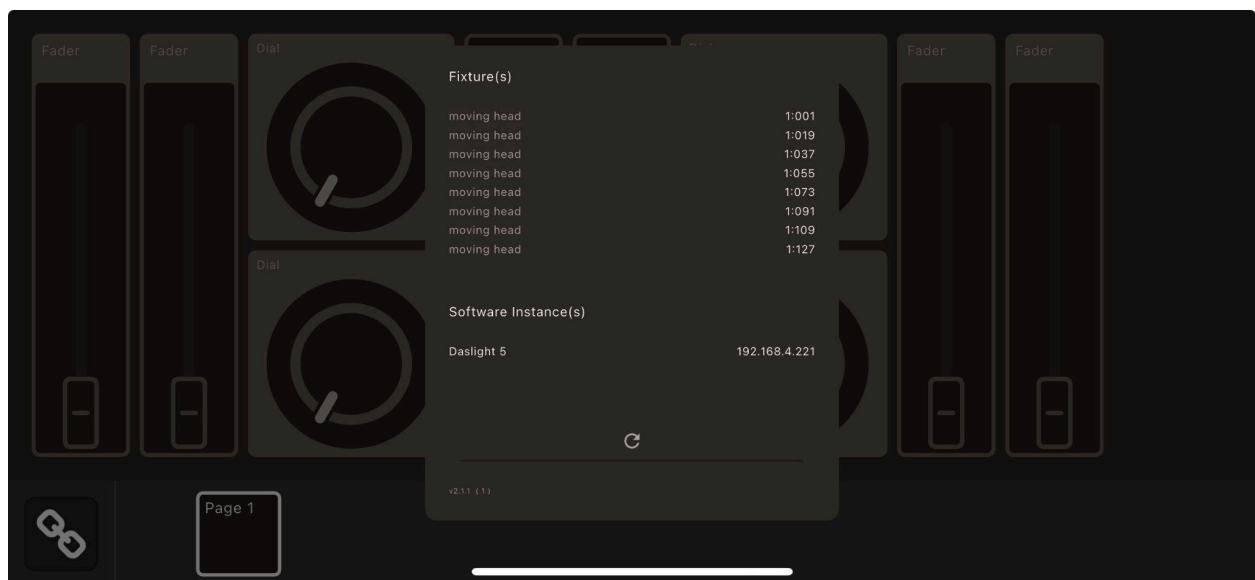 Fader
Fader
Dial
Fader
Fader
Fixture(s)
moving head 1:001
moving head 1:019
moving head 1:037
moving head 1:055
moving head 1:073
moving head 1:091
moving head 1:109
moving head 1:127
Dial
Software Instance(s)
Daslight 5 192.168.4.221
v2.1.1 ( 1 )
Page 1